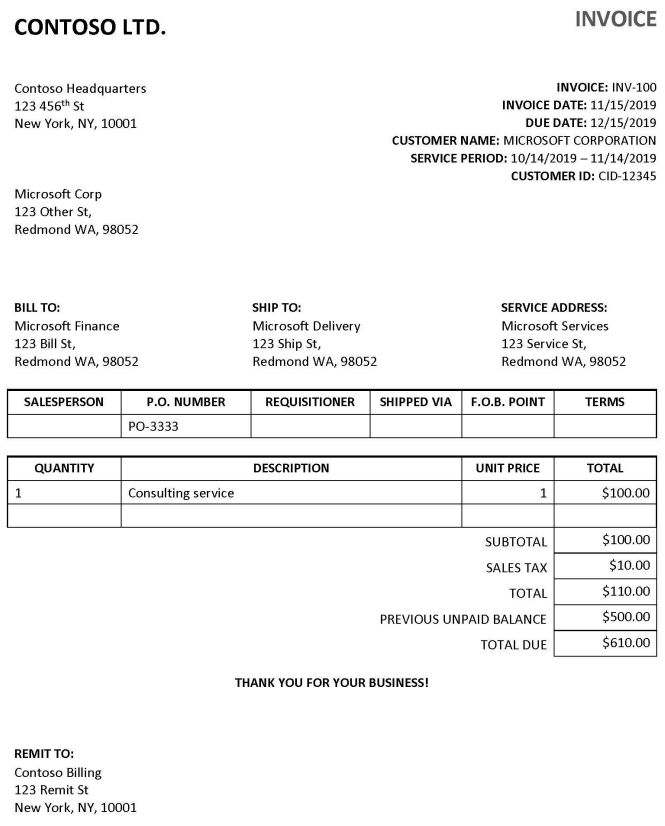 CONTOSO LTD.
INVOICE
Contoso Headquarters
123 456th St
New York, NY, 10001
INVOICE: INV-100
INVOICE DATE: 11/15/2019
DUE DATE: 12/15/2019
CUSTOMER NAME: MICROSOFT CORPORATION
SERVICE PERIOD: 10/14/2019 – 11/14/2019
CUSTOMER ID: CID-12345
Microsoft Corp
123 Other St,
Redmond WA, 98052
BILL TO:
Microsoft Finance
123 Bill St,
Redmond WA, 98052
SHIP TO:
Microsoft Delivery
123 Ship St,
Redmond WA, 98052
SERVICE ADDRESS:
Microsoft Services
123 Service St,
Redmond WA, 98052
SALESPERSON P.O. NUMBER REQUISITIONER SHIPPED VIA F.O.B. POINT TERMS
PO-3333
QUANTITY DESCRIPTION UNIT PRICE TOTAL
1 Consulting service 1 $100.00
SUBTOTAL $100.00
SALES TAX $10.00
TOTAL $110.00
PREVIOUS UNPAID BALANCE $500.00
TOTAL DUE $610.00
THANK YOU FOR YOUR BUSINESS!
REMIT TO:
Contoso Billing
123 Remit St
New York, NY, 10001